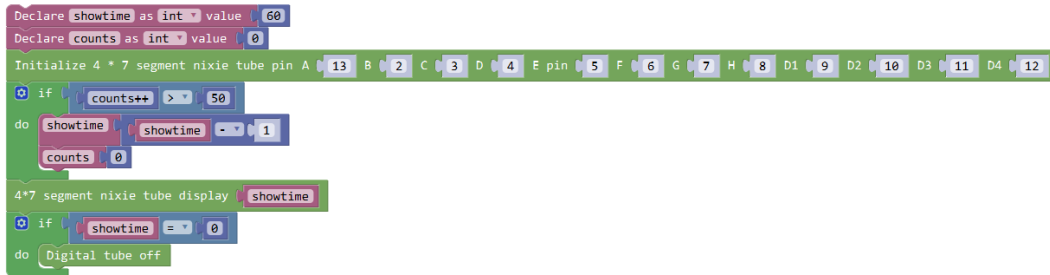 Declare showtime as int value 60
Declare counts as int value 0
Initialize 4 * 7 segment nixie tube pin A 13 B 2 C 3 D 4 E pin 5 F 6 G 7 H 8 D1 9 D2 10 D3 11 D4 12
if counts++ > 50
do showtime showtime - 1
counts 0
4*7 segment nixie tube display showtime
if showtime = 0
do Digital tube off